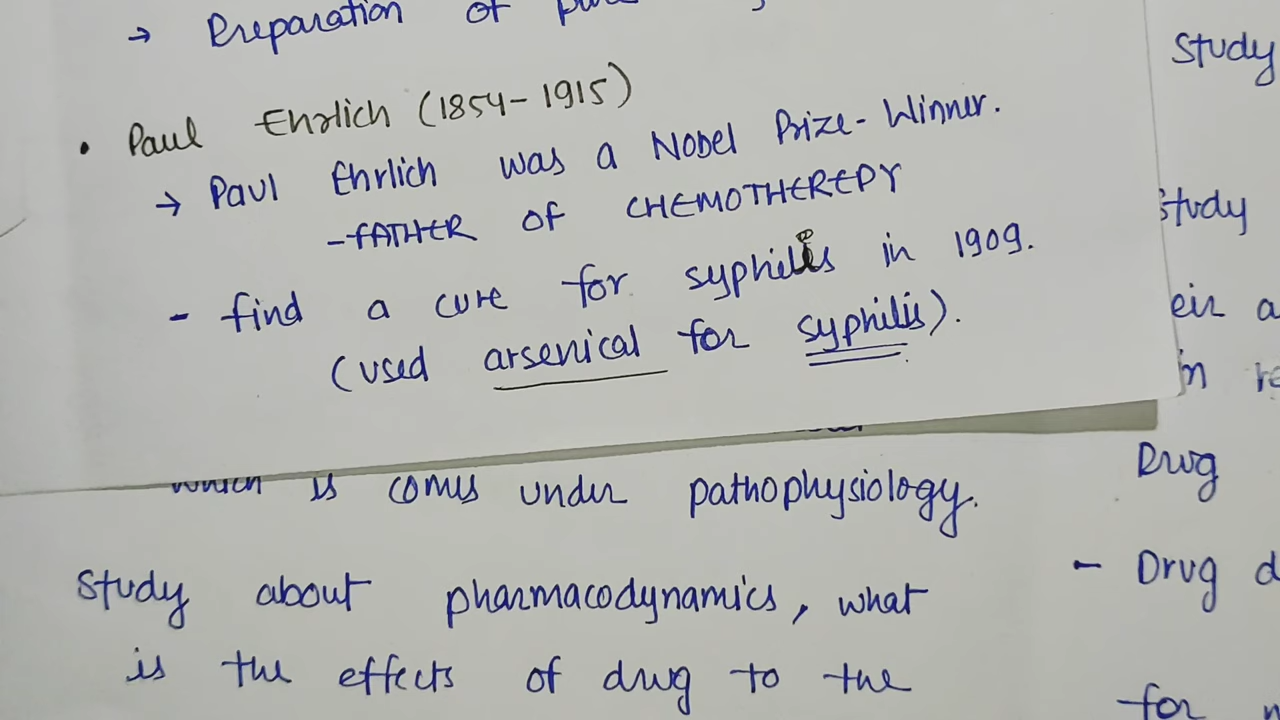 → Preparation of
• Paul Ehrlich (1854-1915)
→ Paul Ehrlich was a Nobel Prize-Winner.
-FATHER OF CHEMOTHEREPY
- find a cure for syphilis in 1909.
(used arsenical for syphilis).
which is comes under pathophysiology.
Study about pharmacodynamics, what
is the effects of drug to the
Study
Study
Drug
- Drug d
for